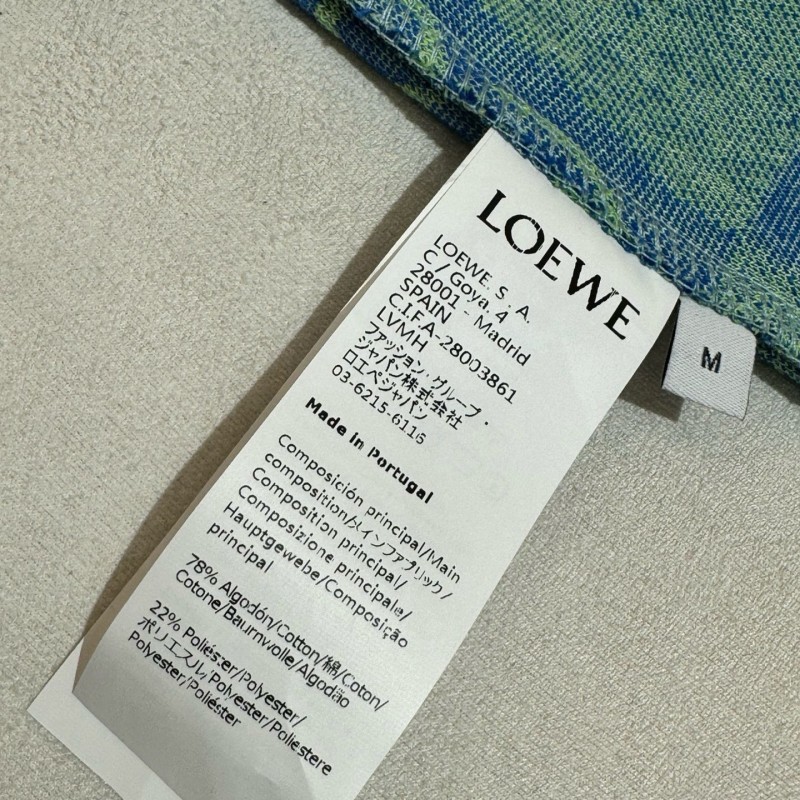 LOEWE
LOEWE. S. A.
C / Goya. 4
28001 - Madrid
SPAIN
C.I.F.A-28003861
LVMH
ファッション・グループ・
ジャパン株式会社
ロエベジャパン
03-6215-6116
Made in Portugal
Composición principal/Main
composition/メインファブリック/
Composition principal/
Composizione principale/
Hauptgewebe/Composição
principal
78% Algodón/Cotton/綿/Coton/
Cotone/Baumwolle/Algodão
22% Poliéster/Polyester/
ポリエステル/Polyester/Poliestere
Polyester/Poliéster
M